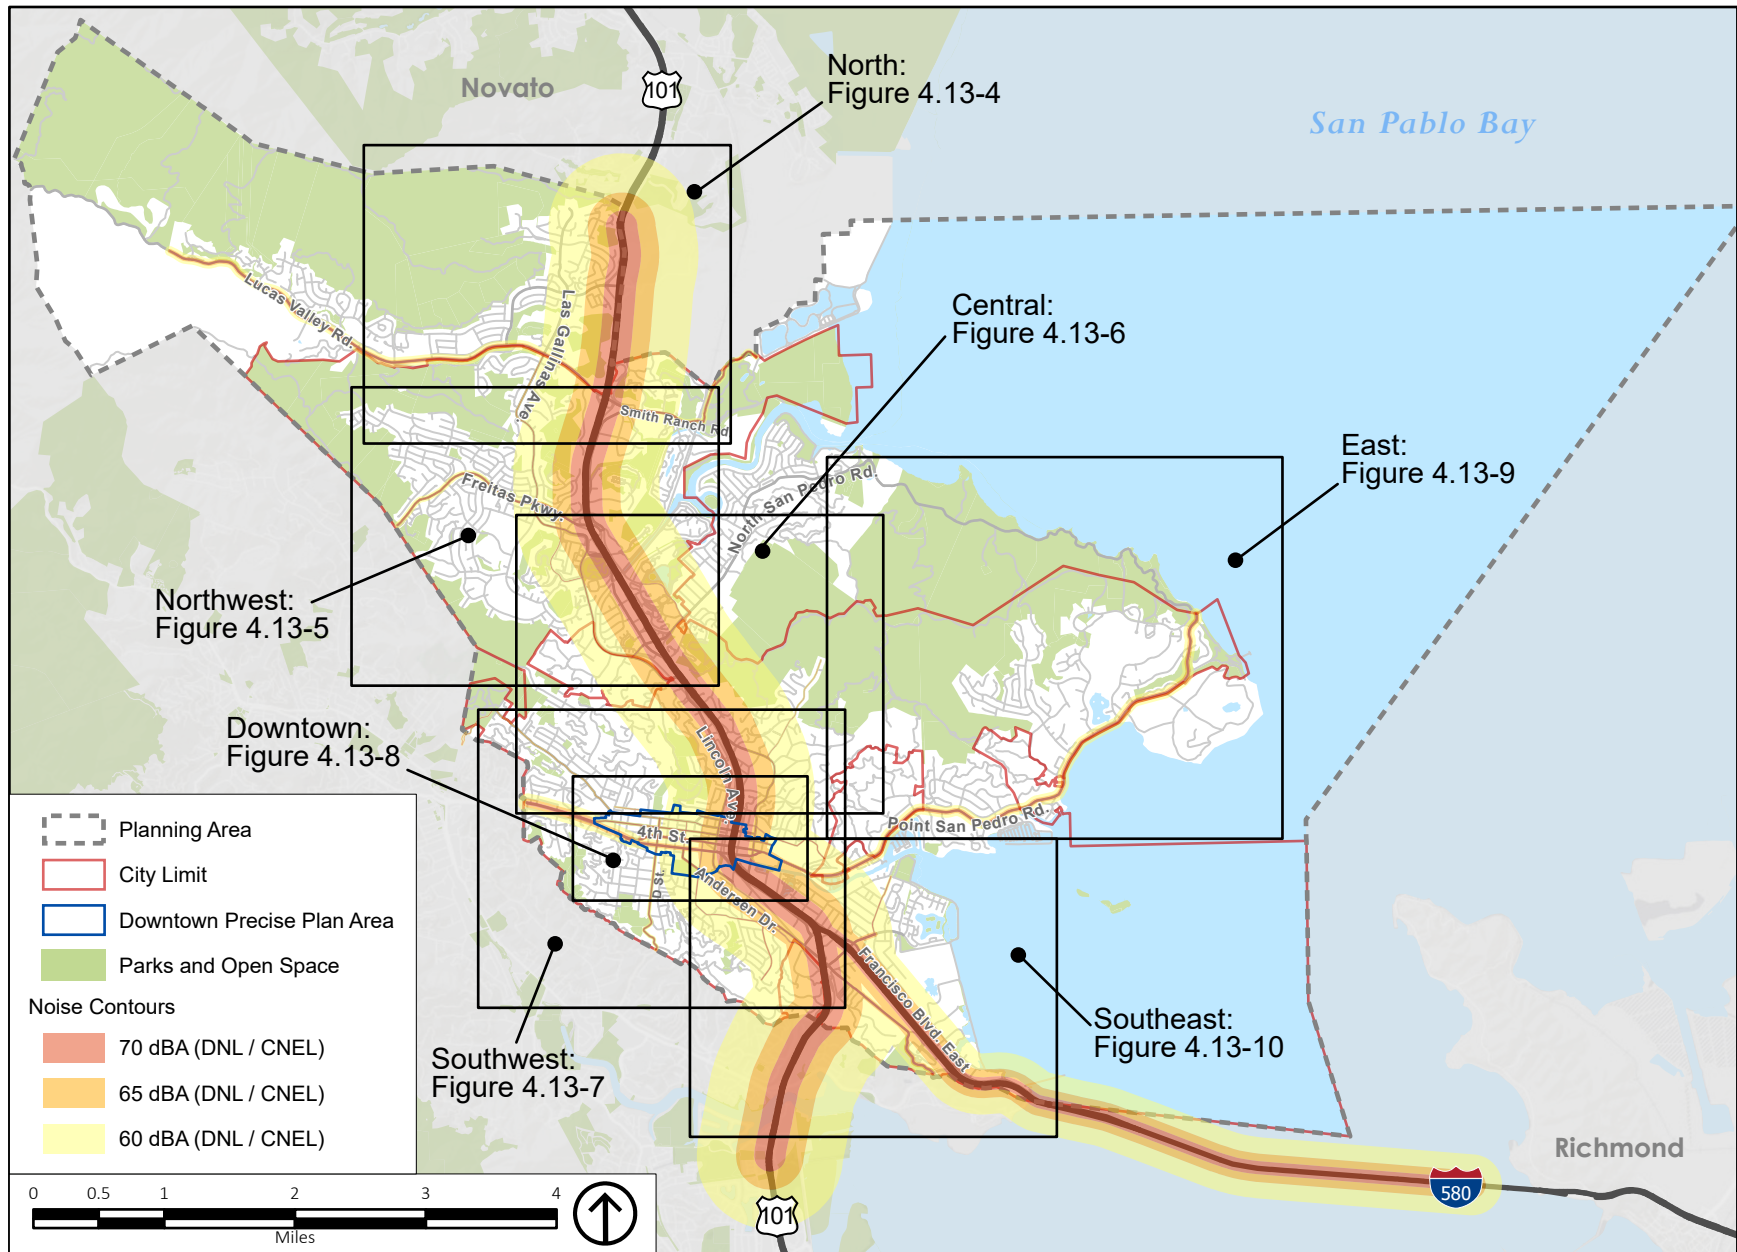 Novato
101
North:
Figure 4.13-4
San Pablo Bay
Central:
Figure 4.13-6
Lucas Valley Rd.
Las Gallinas Ave.
Smith Ranch Rd
East:
Figure 4.13-9
Freitas Pkwy.
North San Pedro Rd.
Northwest:
Figure 4.13-5
Downtown:
Figure 4.13-8
Lincoln Ave.
4th St.
Point San Pedro Rd.
D St.
Andersen Dr.
Francisco Blvd. East
Southeast:
Figure 4.13-10
Southwest:
Figure 4.13-7
Richmond
580
101
Planning Area
City Limit
Downtown Precise Plan Area
Parks and Open Space
Noise Contours
70 dBA (DNL / CNEL)
65 dBA (DNL / CNEL)
60 dBA (DNL / CNEL)
0 0.5 1 2 3 4
Miles